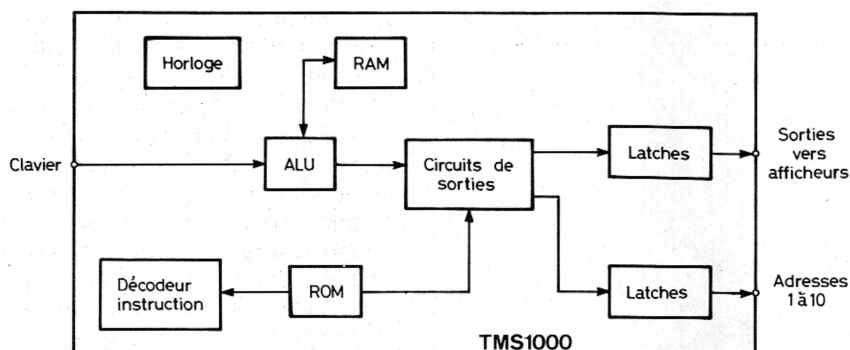 Horloge
RAM
Clavier
ALU
Circuits de
sorties
Latches
Sorties
vers
afficheurs
Décodeur
instruction
ROM
Latches
Adresses
1 à 10
TMS1000